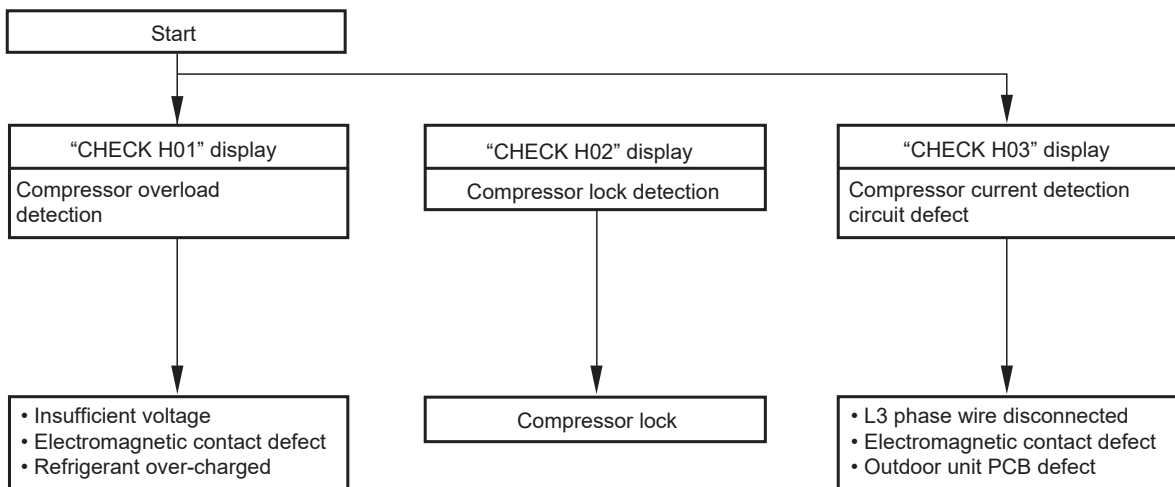 Start
“CHECK H01” display
Compressor overload
detection
“CHECK H02” display
Compressor lock detection
“CHECK H03” display
Compressor current detection
circuit defect
• Insufficient voltage
• Electromagnetic contact defect
• Refrigerant over-charged
Compressor lock
• L3 phase wire disconnected
• Electromagnetic contact defect
• Outdoor unit PCB defect